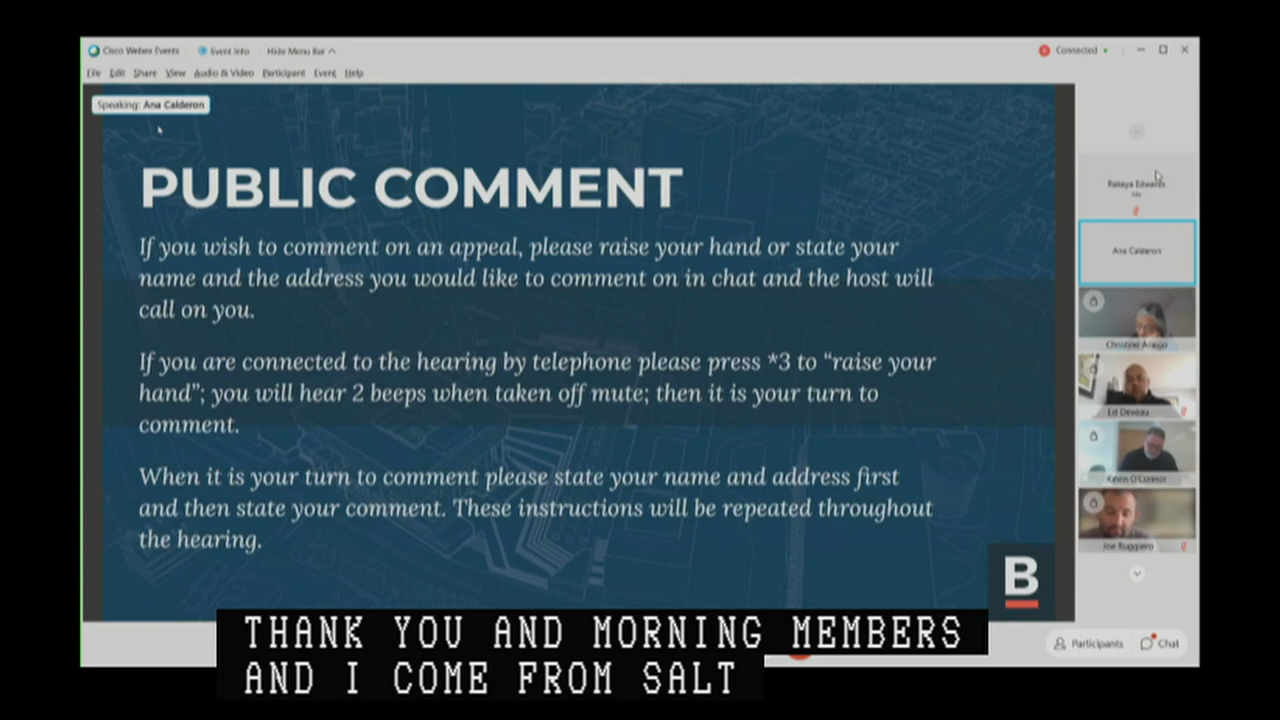 Cisco Webex Events
Event Info
Hide Menu Bar
Connected
File Edit Share View Audio & Video Participant Event Help
Speaking: Ana Calderon
PUBLIC COMMENT
If you wish to comment on an appeal, please raise your hand or state your
name and the address you would like to comment on in chat and the host will
call on you.
If you are connected to the hearing by telephone please press *3 to “raise your
hand”; you will hear 2 beeps when taken off mute; then it is your turn to
comment.
When it is your turn to comment please state your name and address first
and then state your comment. These instructions will be repeated throughout
the hearing.
B
Rakeya Edwards
Ana Calderon
Christine Araujo
Ed Deveau
Kevin O'Connor
Joe Ruggiero
Participants
Chat
THANK YOU AND MORNING MEMBERS
AND I COME FROM SALT